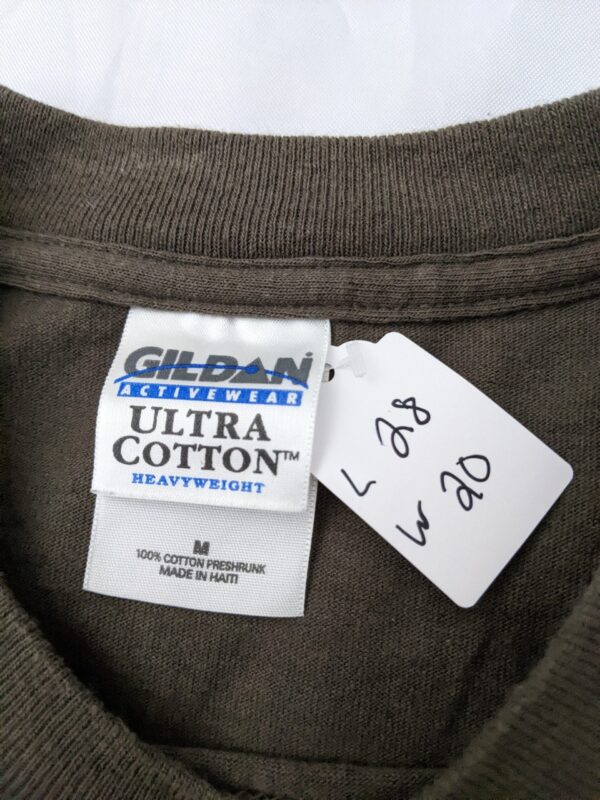 GILDAN
ACTIVEWEAR
ULTRA
COTTON™
HEAVYWEIGHT
M
100% COTTON PRESHRUNK
MADE IN HAITI
L 28
W 20